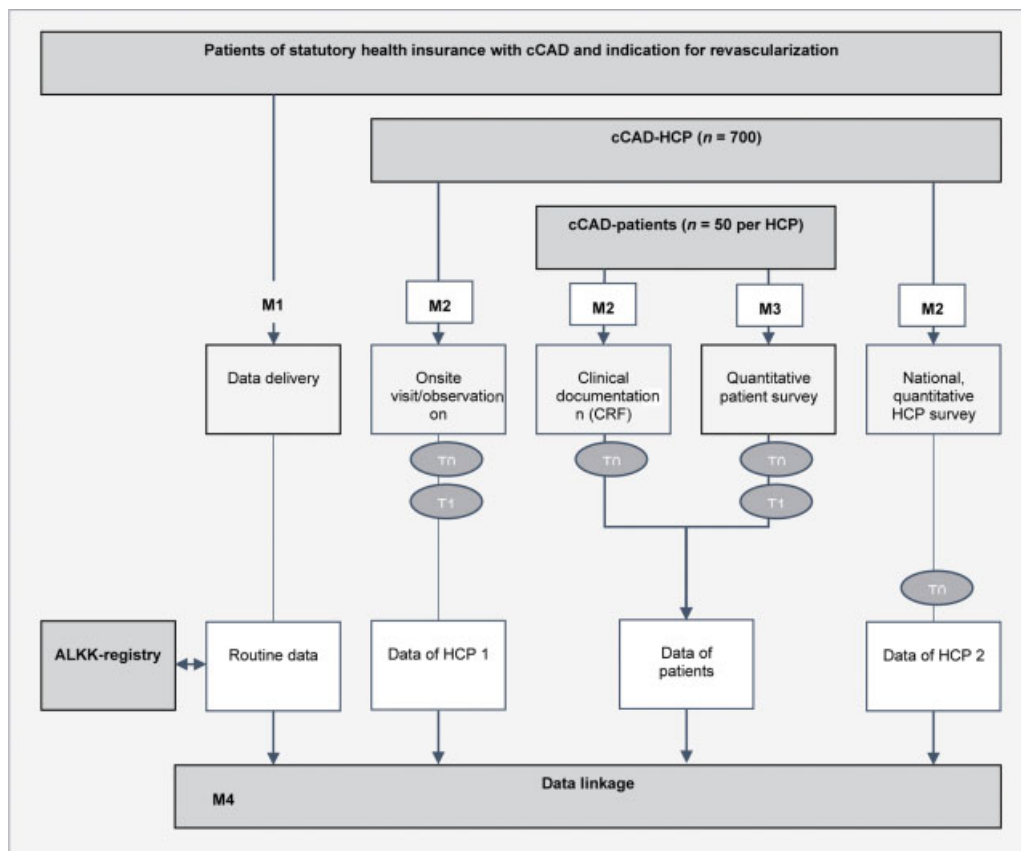 Patients of statutory health insurance with cCAD and indication for revascularization
cCAD-HCP (n = 700)
cCAD-patients (n = 50 per HCP)
M1
M2
M2
M3
M2
Data delivery
Onsite
visit/observation
on
Clinical
documentation
n (CRF)
Quantitative
patient survey
National,
quantitative
HCP survey
T0
T0
T0
T1
T1
T0
ALKK-registry
Routine data
Data of HCP 1
Data of
patients
Data of HCP 2
Data linkage
M4